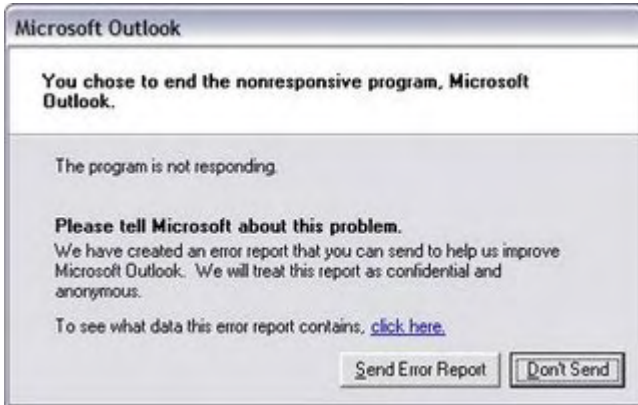 Microsoft Outlook
You chose to end the nonresponsive program, Microsoft
Outlook.
The program is not responding.
Please tell Microsoft about this problem.
We have created an error report that you can send to help us improve
Microsoft Outlook. We will treat this report as confidential and
anonymous.
To see what data this error report contains, click here.
Send Error Report Don't Send